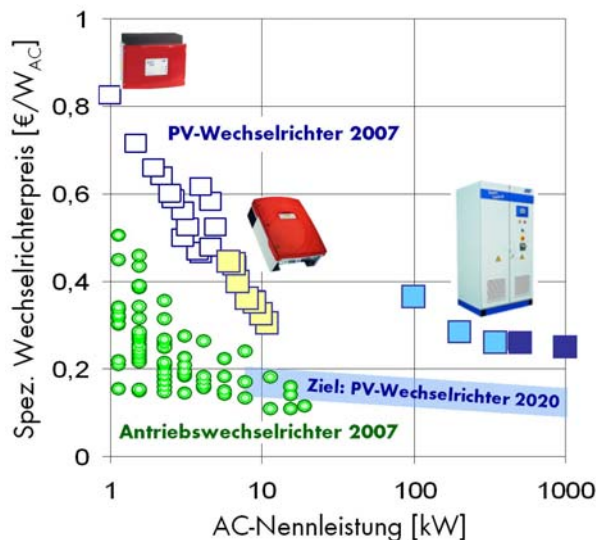 Spez. Wechselrichterpreis [€/W_AC]
1
0,8
0,6
0,4
0,2
0
PV-Wechselrichter 2007
Ziel: PV-Wechselrichter 2020
Antriebswechselrichter 2007
1
10
100
1000
AC-Nennleistung [kW]